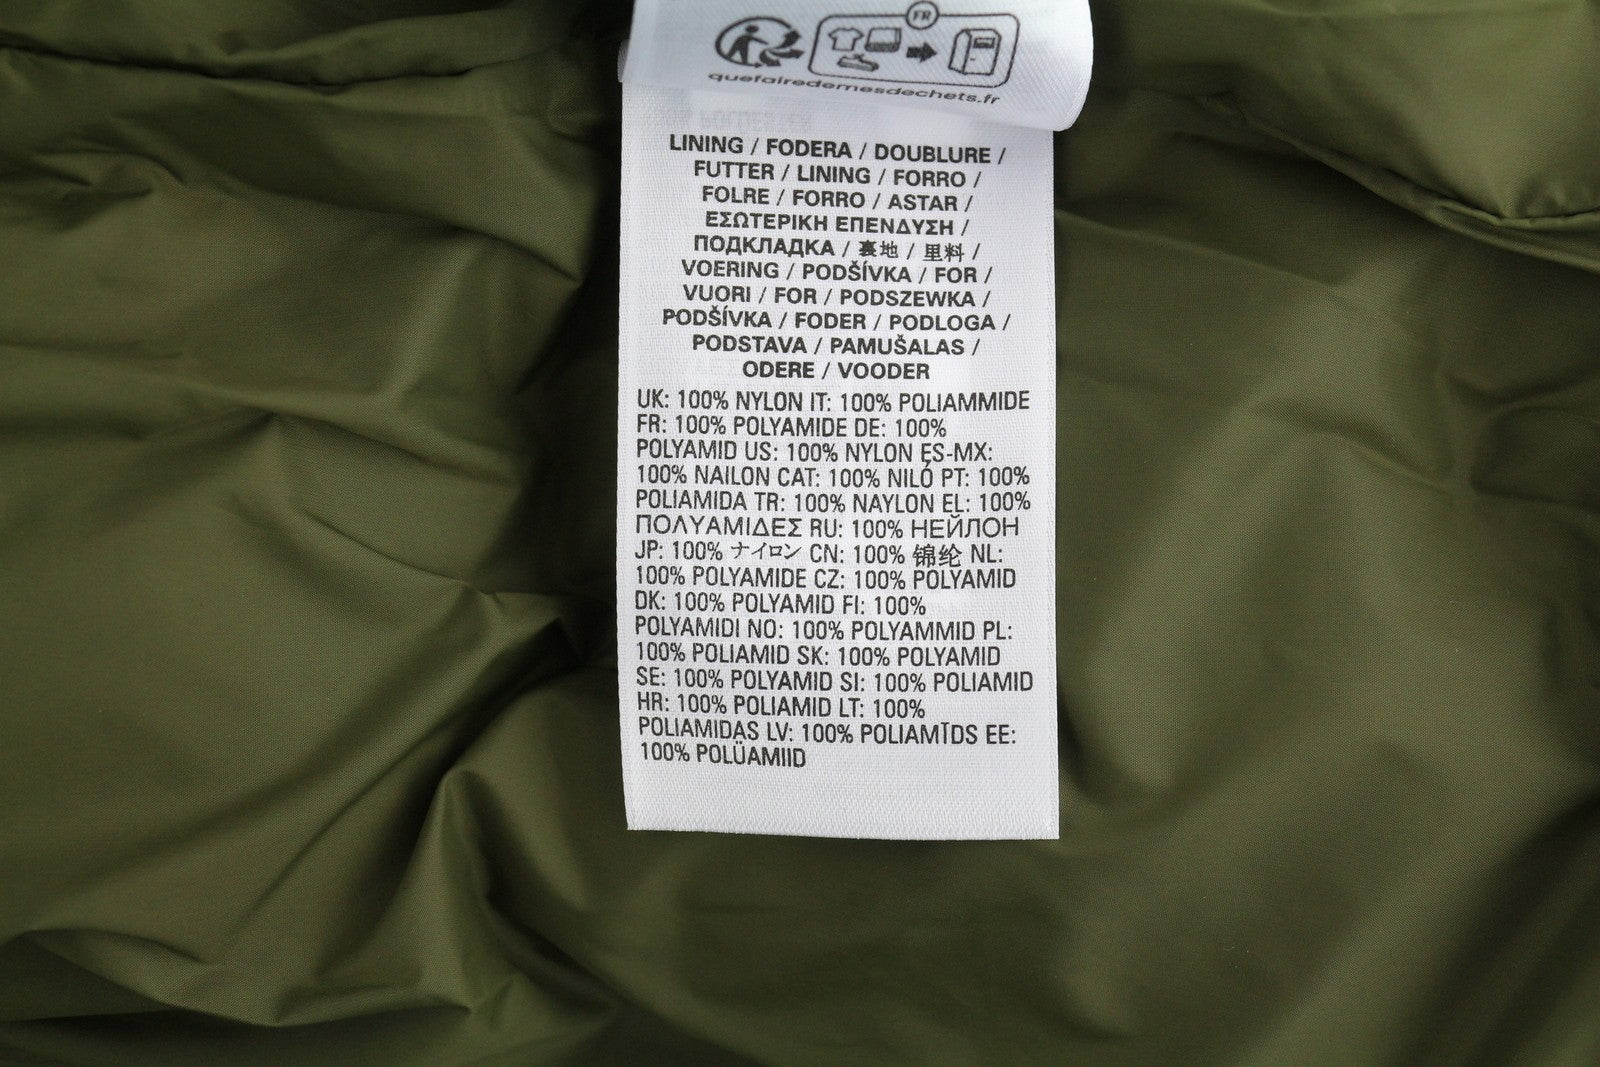 FR
quefairedemesdechets.fr
LINING / FODERA / DOUBLURE /
FUTTER / LINING / FORRO /
FOLRE / FORRO / ASTAR /
ΕΣΩΤΕΡΙΚΗ ΕΠΕΝΔΥΣΗ /
ПОДКЛАДКА / 裏地 / 里料 /
VOERING / PODŠÍVKA / FOR /
VUORI / FOR / PODSZEWKA /
PODŠÍVKA / FODER / PODLOGA /
PODSTAVA / PAMUŠALAS /
ODERE / VOODER
UK: 100% NYLON IT: 100% POLIAMMIDE
FR: 100% POLYAMIDE DE: 100%
POLYAMID US: 100% NYLON ES-MX:
100% NAILON CAT: 100% NILÓ PT: 100%
POLIAMIDA TR: 100% NAYLON EL: 100%
ΠΟΛΥΑΜΙΔΕΣ RU: 100% НЕЙЛОН
JP: 100% ナイロン CN: 100% 锦纶 NL:
100% POLYAMIDE CZ: 100% POLYAMID
DK: 100% POLYAMID FI: 100%
POLYAMIDI NO: 100% POLYAMMID PL:
100% POLIAMID SK: 100% POLYAMID
SE: 100% POLYAMID SI: 100% POLIAMID
HR: 100% POLIAMID LT: 100%
POLIAMIDAS LV: 100% POLIAMĪDS EE:
100% POLÜAMIID